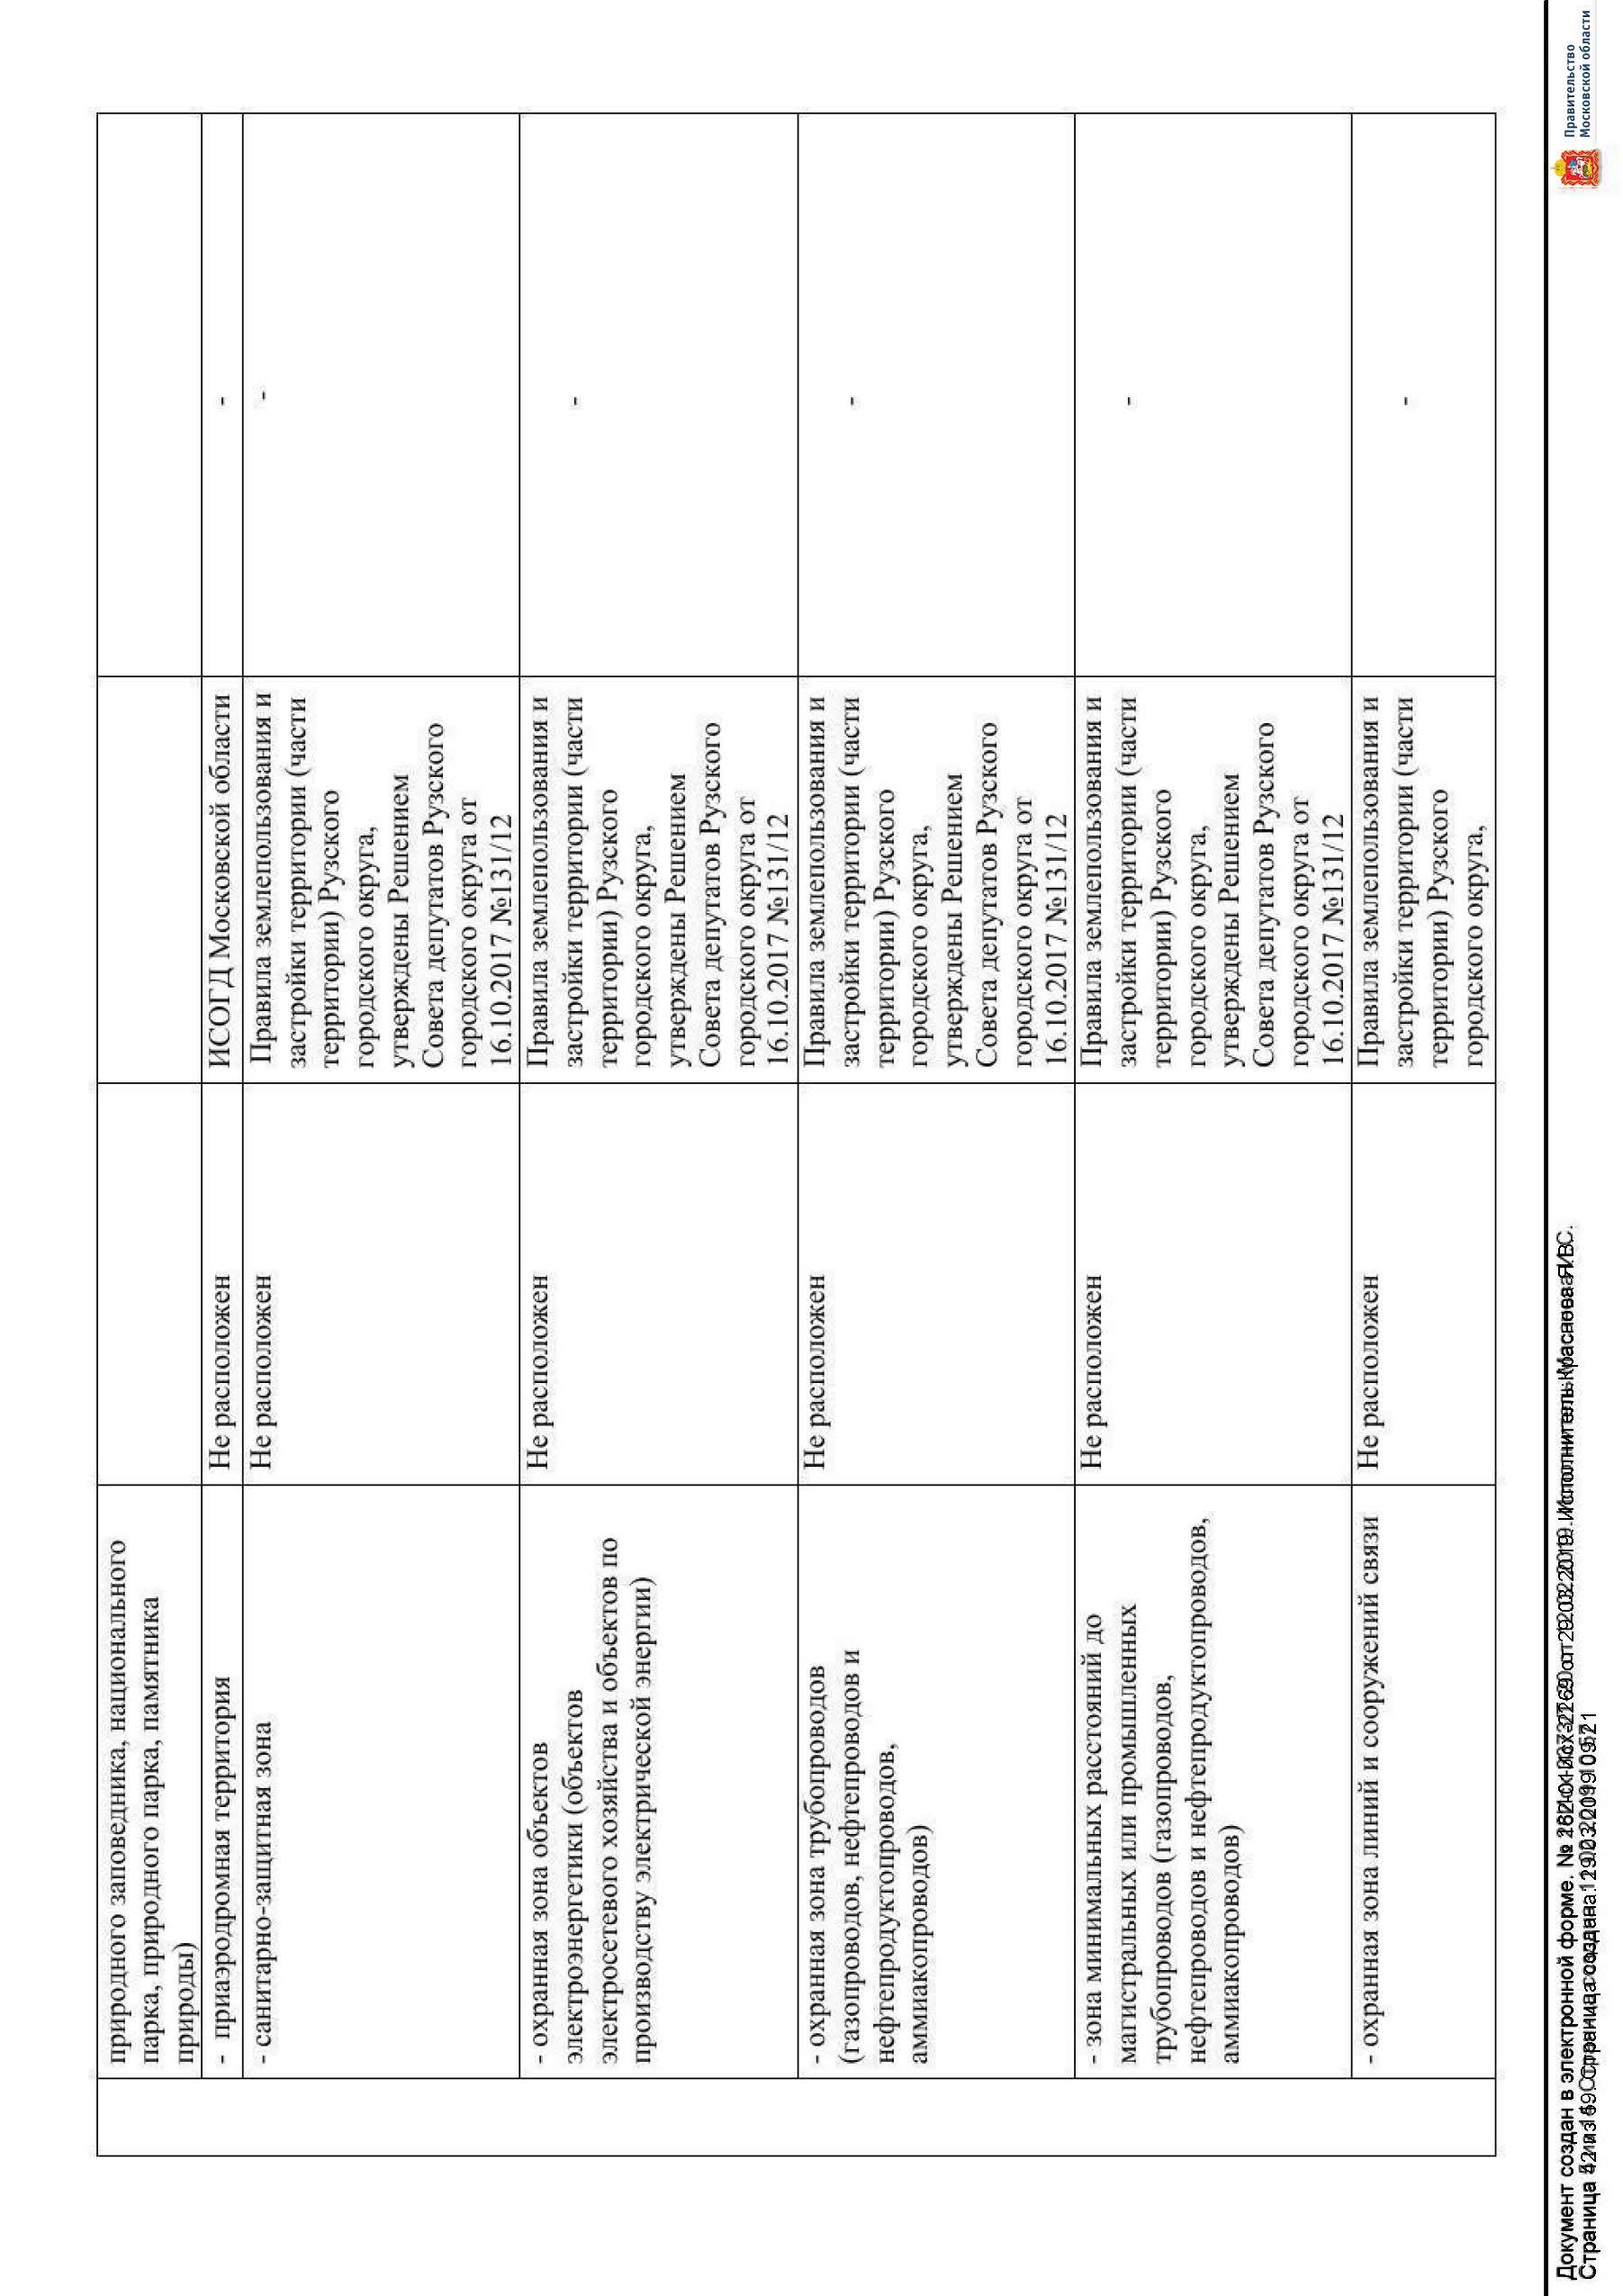 природного заповедника, национального
парка, природного парка, памятника
природы)
- приаэродромная территория
Не расположен
ИСОГД Московской области
-
- санитарно-защитная зона
Не расположен
Правила землепользования и
застройки территории (части
территории) Рузского
городского округа,
утверждены Решением
Совета депутатов Рузского
городского округа от
16.10.2017 №131/12
-
- охранная зона объектов
электроэнергетики (объектов
электросетевого хозяйства и объектов по
производству электрической энергии)
Не расположен
Правила землепользования и
застройки территории (части
территории) Рузского
городского округа,
утверждены Решением
Совета депутатов Рузского
городского округа от
16.10.2017 №131/12
-
- охранная зона трубопроводов
(газопроводов, нефтепроводов и
нефтепродуктопроводов,
аммиакопроводов)
Не расположен
Правила землепользования и
застройки территории (части
территории) Рузского
городского округа,
утверждены Решением
Совета депутатов Рузского
городского округа от
16.10.2017 №131/12
-
- зона минимальных расстояний до
магистральных или промышленных
трубопроводов (газопроводов,
нефтепроводов и нефтепродуктопроводов,
аммиакопроводов)
Не расположен
Правила землепользования и
застройки территории (части
территории) Рузского
городского округа,
утверждены Решением
Совета депутатов Рузского
городского округа от
16.10.2017 №131/12
-
- охранная зона линий и сооружений связи
Не расположен
Правила землепользования и
застройки территории (части
территории) Рузского
городского округа,
-
Документ создан в электронной форме. №
Страница
Правительство
Московской области